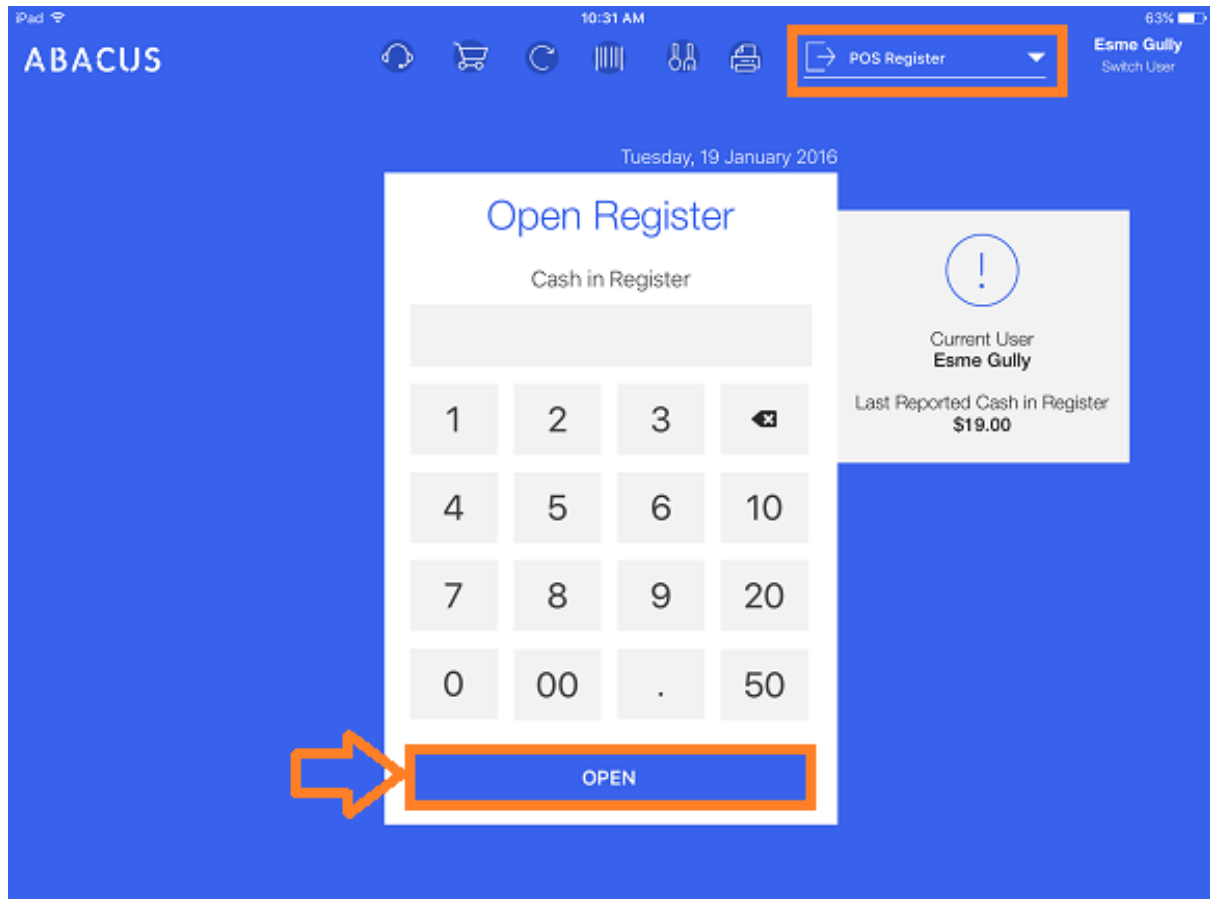 iPad 10:31 AM 63%
ABACUS
POS Register
Esme Gully
Switch User
Tuesday, 19 January 2016
Open Register
Cash in Register
1 2 3
4 5 6 10
7 8 9 20
0 00 . 50
OPEN
!
Current User
Esme Gully
Last Reported Cash in Register
$19.00